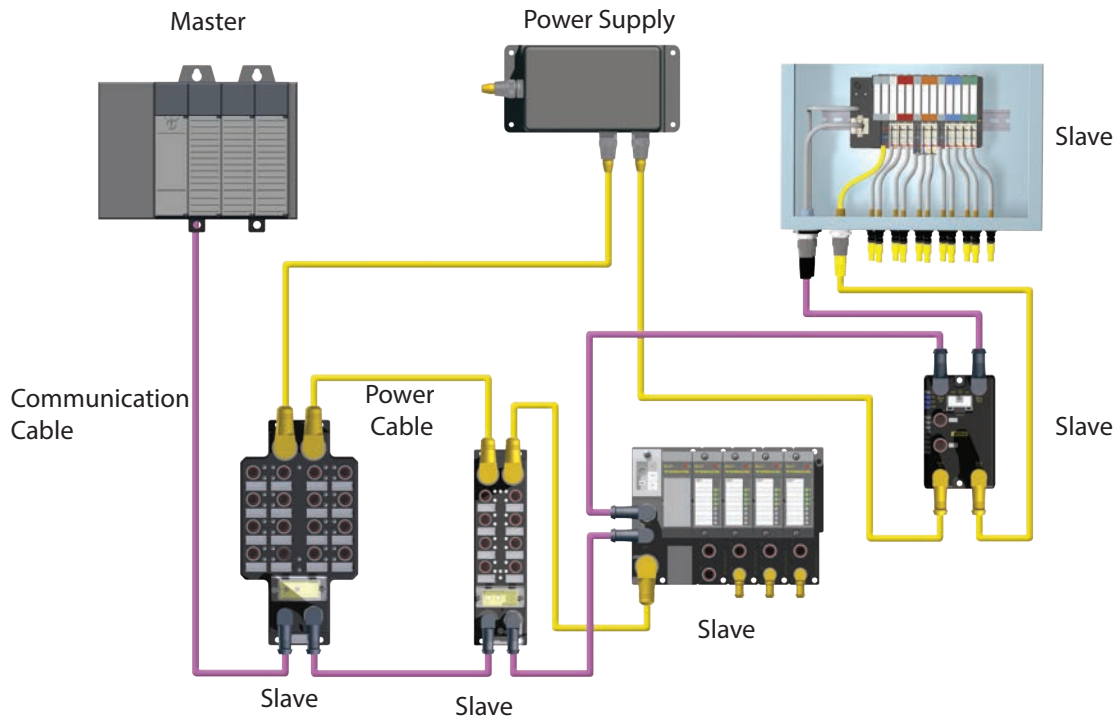 Master
Power Supply
Slave
Communication
Cable
Power
Cable
Slave
Slave
Slave
Slave